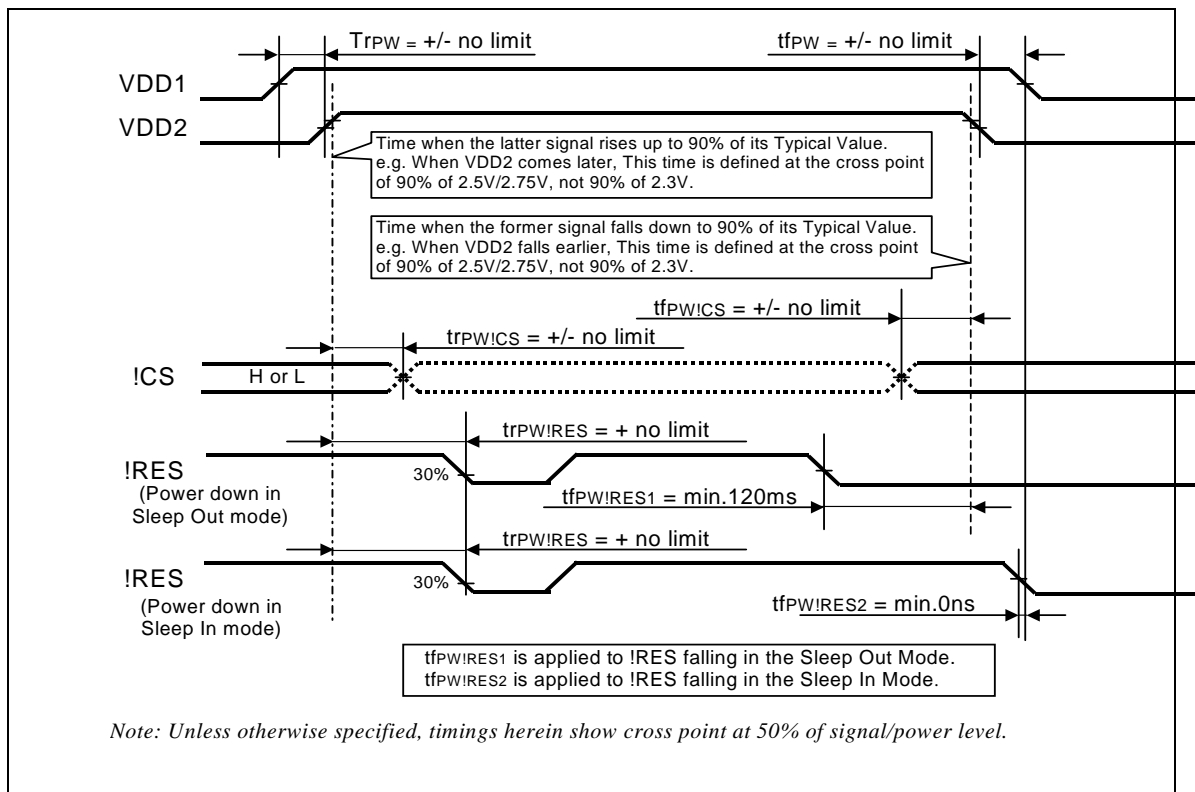 TrPW = +/- no limit
tfPW = +/- no limit
VDD1
VDD2
Time when the latter signal rises up to 90% of its Typical Value.
e.g. When VDD2 comes later, This time is defined at the cross point
of 90% of 2.5V/2.75V, not 90% of 2.3V.
Time when the former signal falls down to 90% of its Typical Value.
e.g. When VDD2 falls earlier, This time is defined at the cross point
of 90% of 2.5V/2.75V, not 90% of 2.3V.
tfPW!CS = +/- no limit
trPW!CS = +/- no limit
!CS
H or L
trPW!RES = + no limit
!RES
(Power down in
Sleep Out mode)
30%
tfPW!RES1 = min.120ms
trPW!RES = + no limit
!RES
(Power down in
Sleep In mode)
30%
tfPW!RES2 = min.0ns
tfPW!RES1 is applied to !RES falling in the Sleep Out Mode.
tfPW!RES2 is applied to !RES falling in the Sleep In Mode.
Note: Unless otherwise specified, timings herein show cross point at 50% of signal/power level.